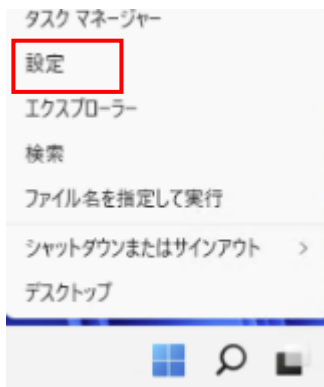 タスク マネージャー
設定
エクスプローラー
検索
ファイル名を指定して実行
シャットダウンまたはサインアウト
デスクトップ